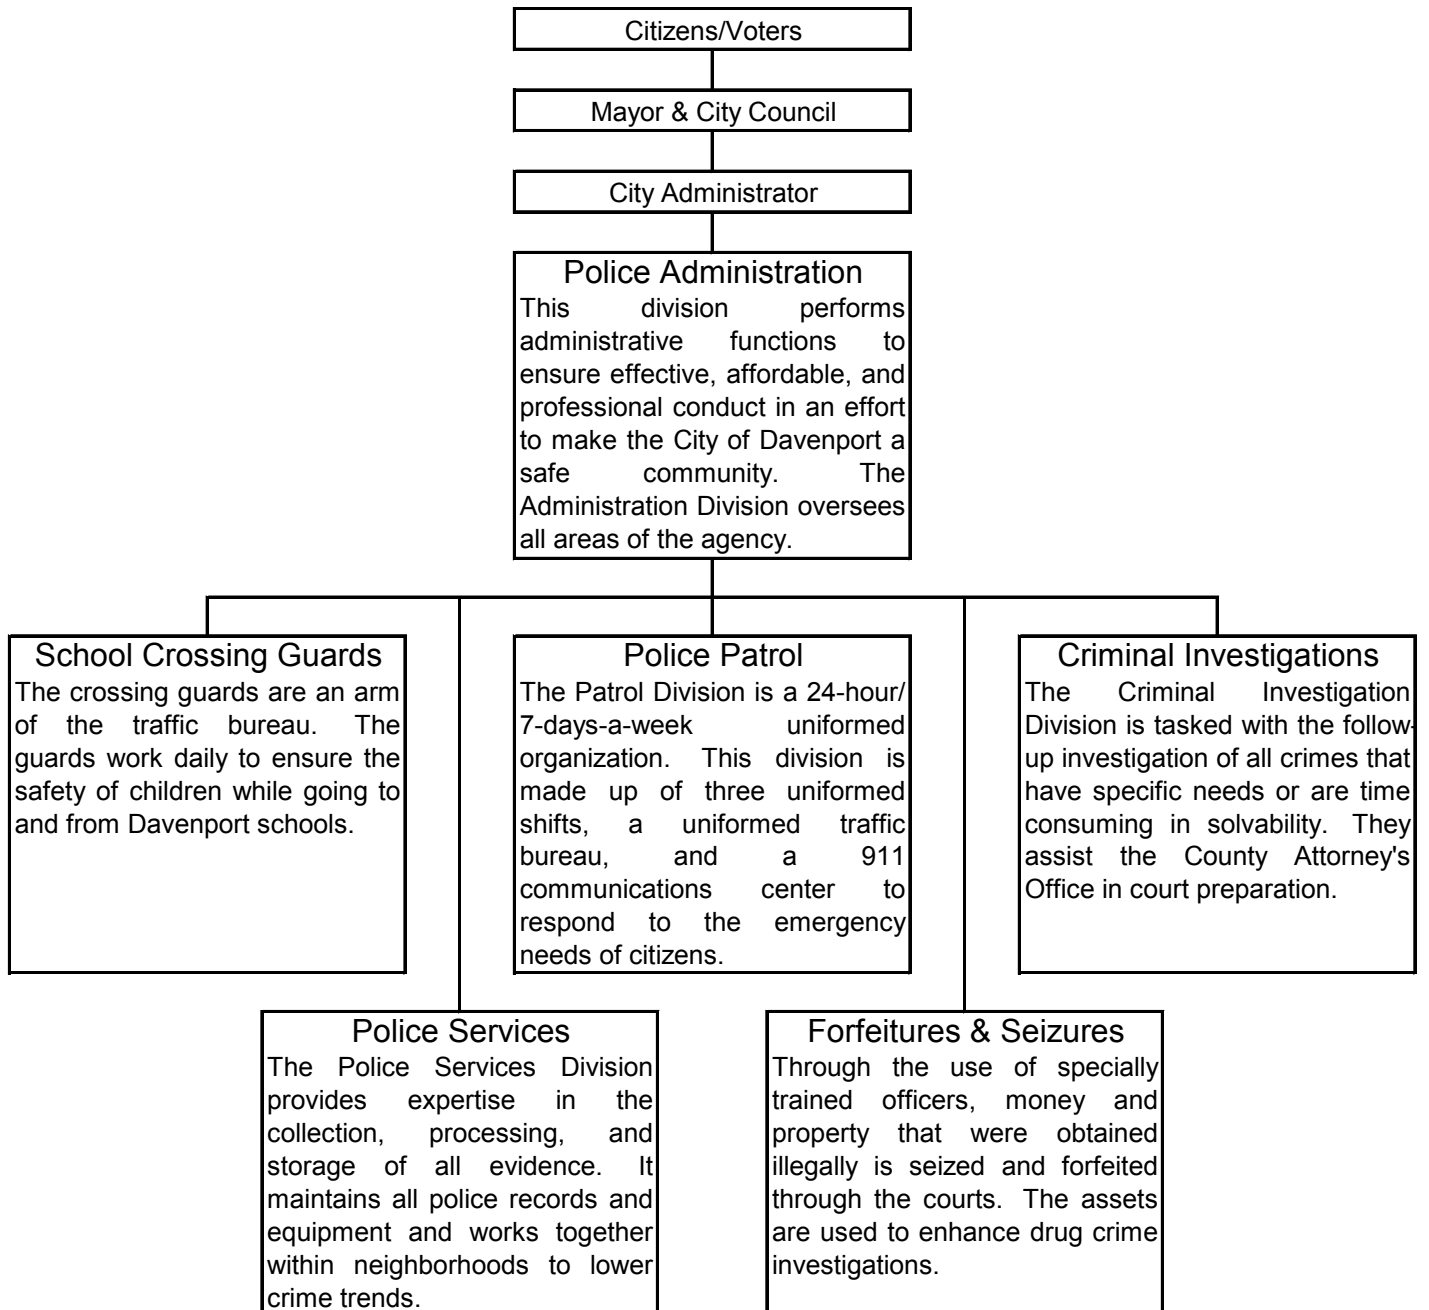 Citizens/Voters
Mayor & City Council
City Administrator
Police Administration
This division performs
administrative functions to
ensure effective, affordable, and
professional conduct in an effort
to make the City of Davenport a
safe community. The
Administration Division oversees
all areas of the agency.
School Crossing Guards
The crossing guards are an arm
of the traffic bureau. The
guards work daily to ensure the
safety of children while going to
and from Davenport schools.
Police Patrol
The Patrol Division is a 24-hour/
7-days-a-week uniformed
organization. This division is
made up of three uniformed
shifts, a uniformed traffic
bureau, and a 911
communications center to
respond to the emergency
needs of citizens.
Criminal Investigations
The Criminal Investigation
Division is tasked with the follow-
up investigation of all crimes that
have specific needs or are time
consuming in solvability. They
assist the County Attorney's
Office in court preparation.
Police Services
The Police Services Division
provides expertise in the
collection, processing, and
storage of all evidence. It
maintains all police records and
equipment and works together
within neighborhoods to lower
crime trends.
Forfeitures & Seizures
Through the use of specially
trained officers, money and
property that were obtained
illegally is seized and forfeited
through the courts. The assets
are used to enhance drug crime
investigations.